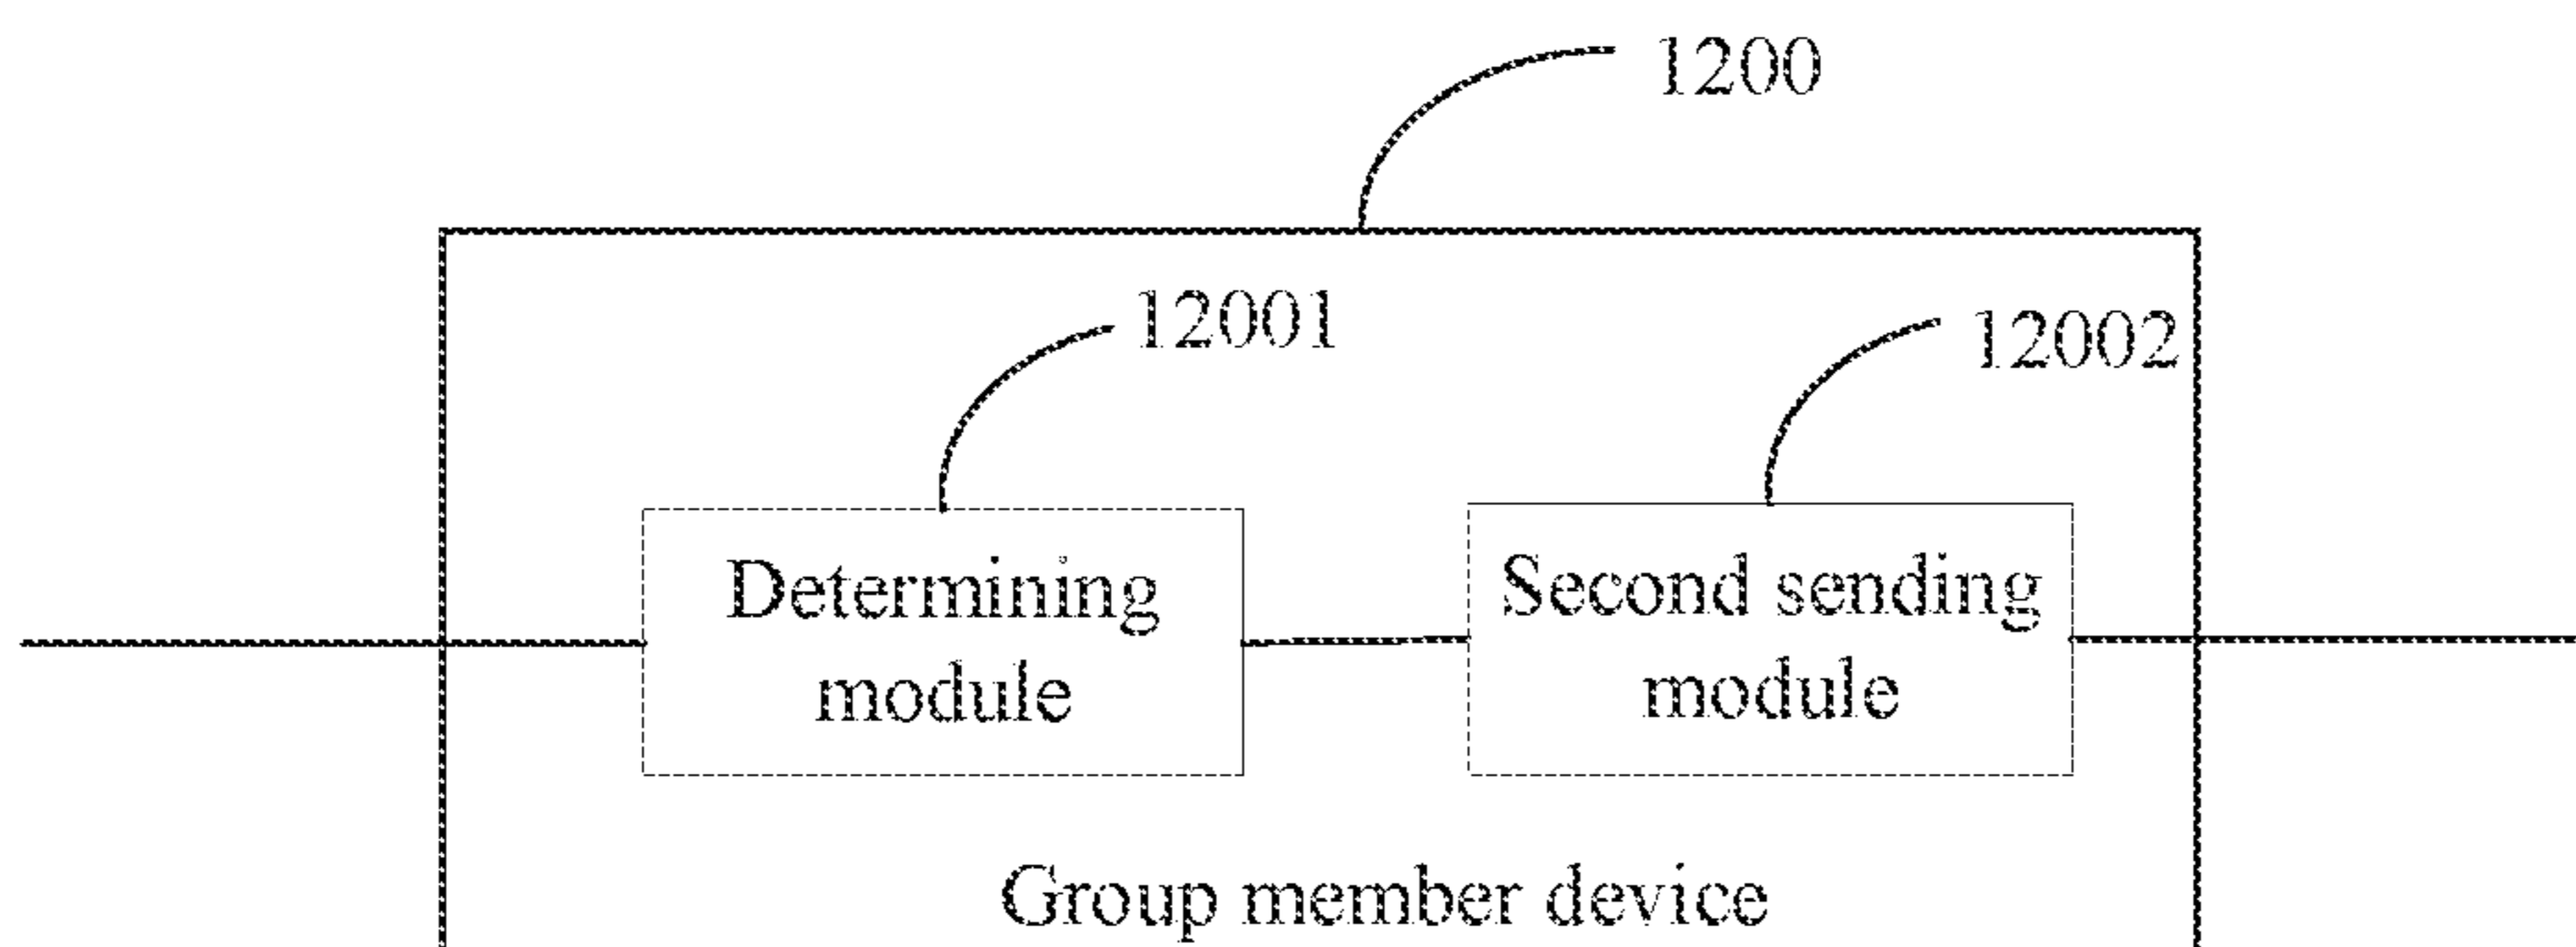 1200
12001
12002
Determining
module
Second sending
module
Group member device